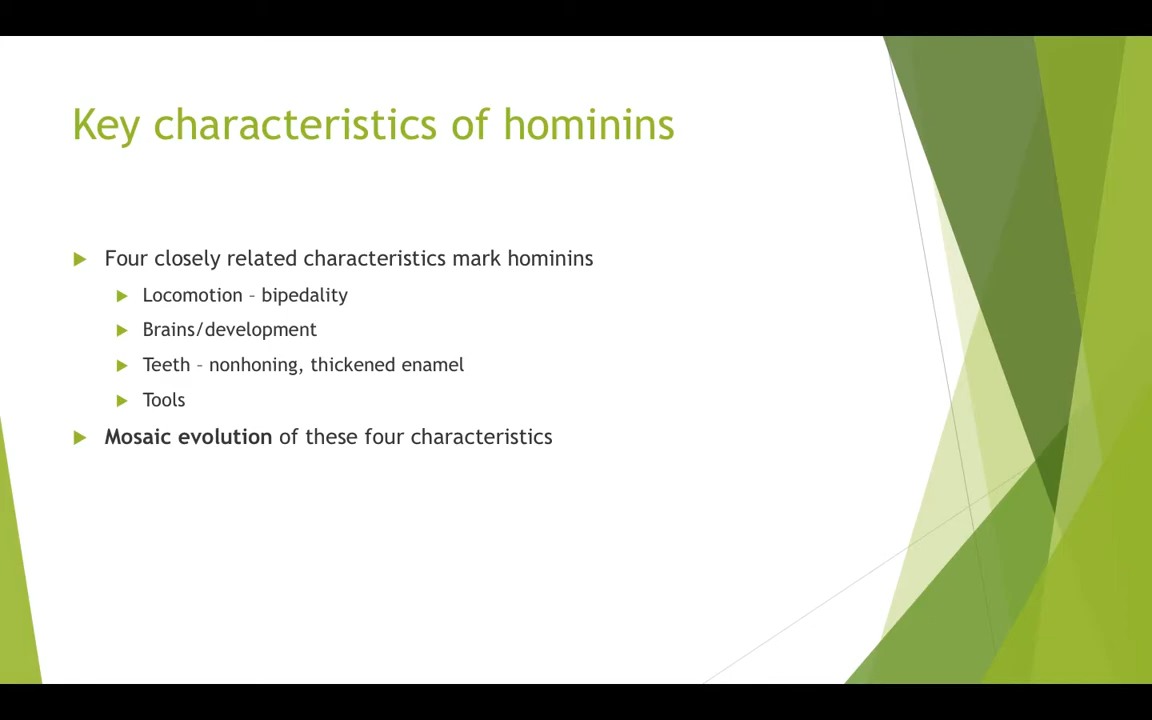 Key characteristics of hominins
Four closely related characteristics mark hominins
Locomotion – bipedality
Brains/development
Teeth – nonhoning, thickened enamel
Tools
Mosaic evolution of these four characteristics